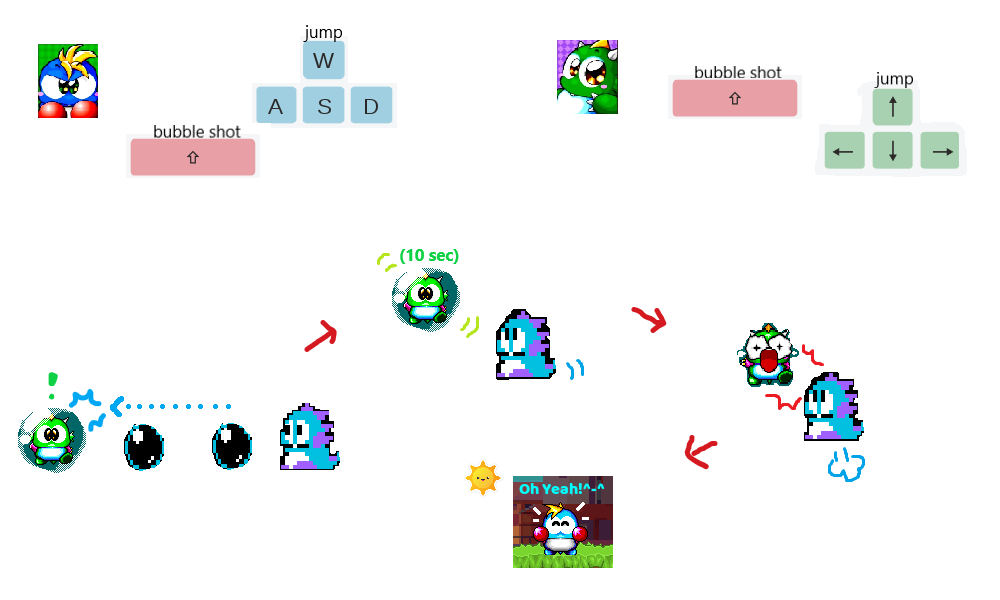 jump
W
A S D
bubble shot
⇧
bubble shot
⇧
jump
↑
← ↓ →
(10 sec)
!
Oh Yeah!^-^